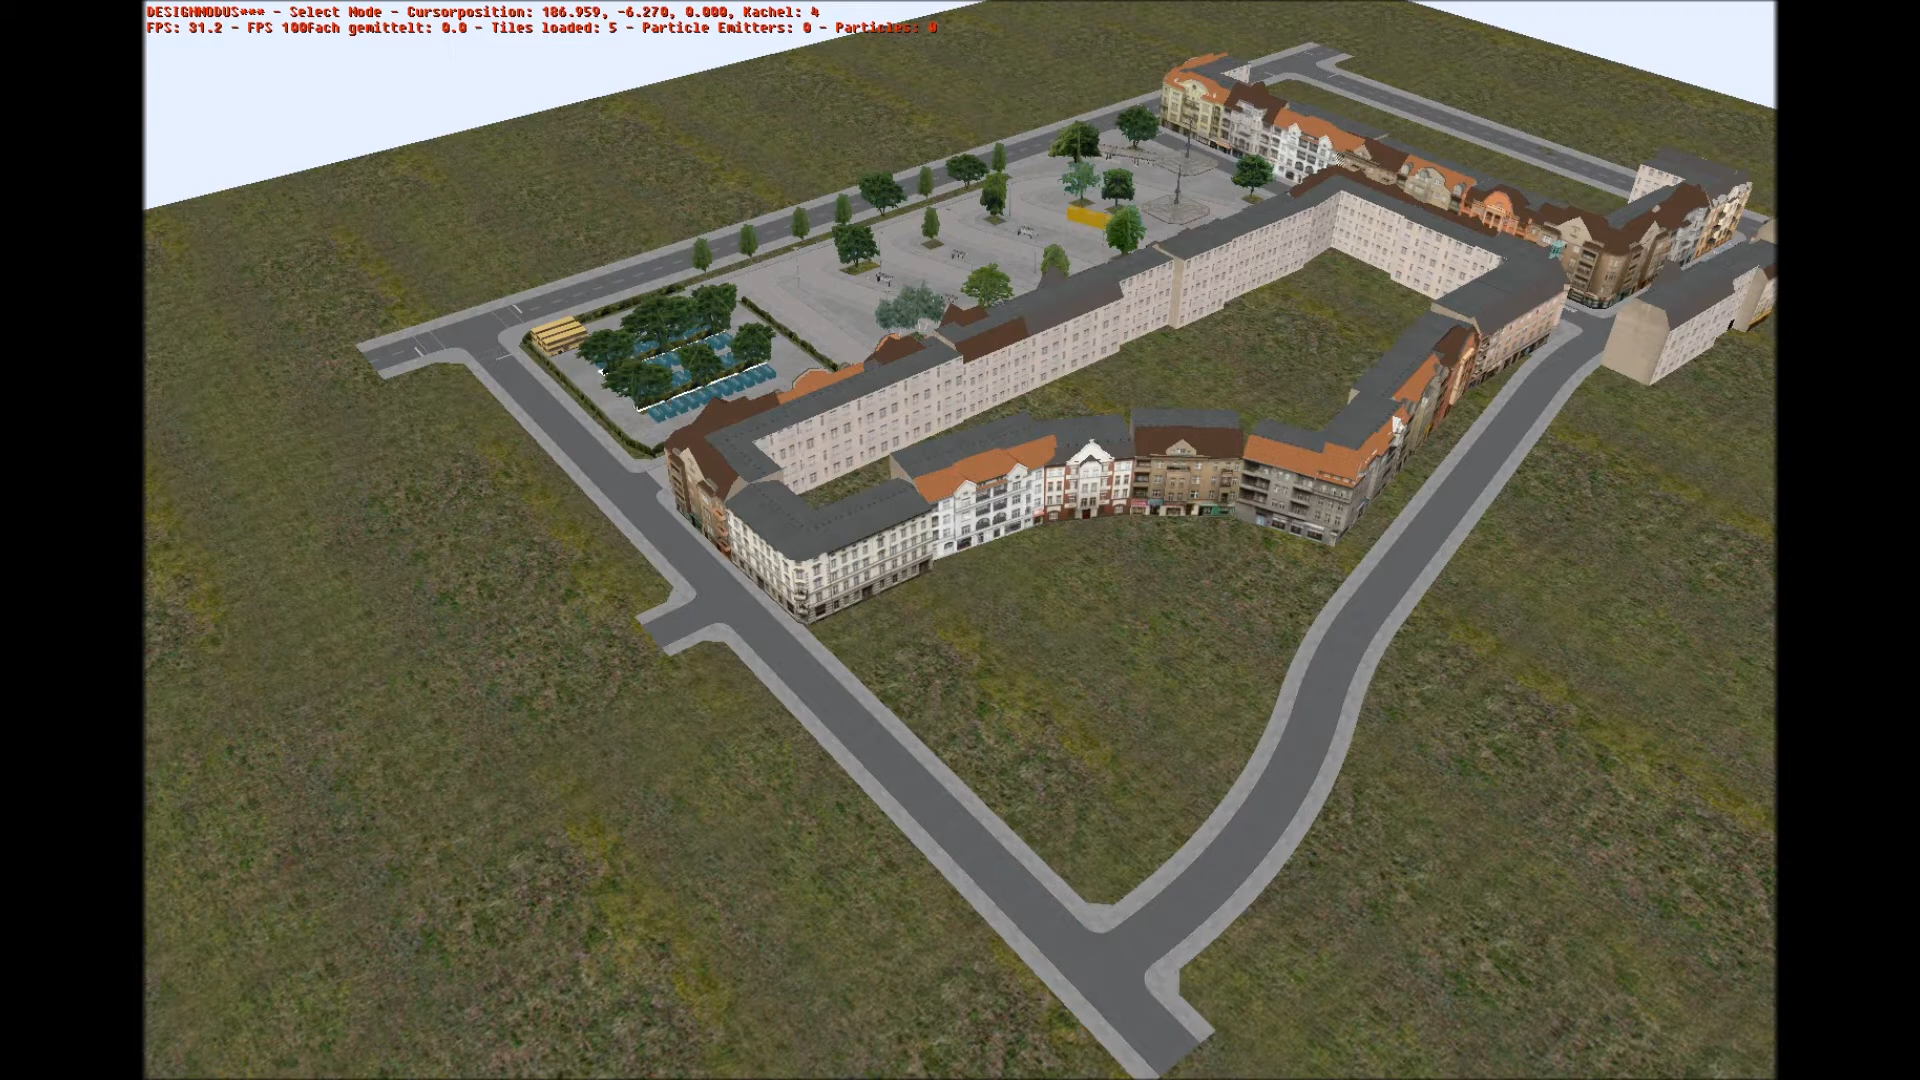 DESIGNMODUS*** - Select Mode - Cursorposition: 186.959, -6.270, 0.000, Kachel: 4
FPS: 31.2 - FPS 100Fach gemittelt: 0.0 - Tiles loaded: 5 - Particle Emitters: 0 - Particles: 0